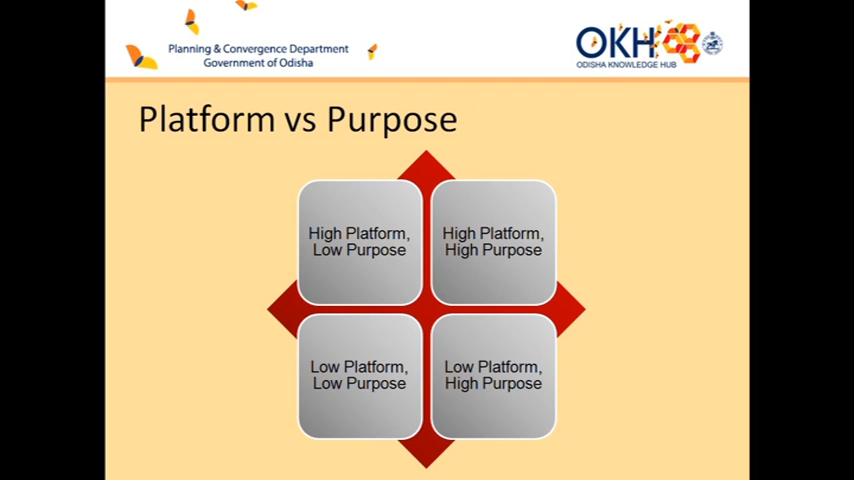 Planning & Convergence Department
Government of Odisha
OKH
ODISHA KNOWLEDGE HUB
Platform vs Purpose
High Platform,
Low Purpose
High Platform,
High Purpose
Low Platform,
Low Purpose
Low Platform,
High Purpose